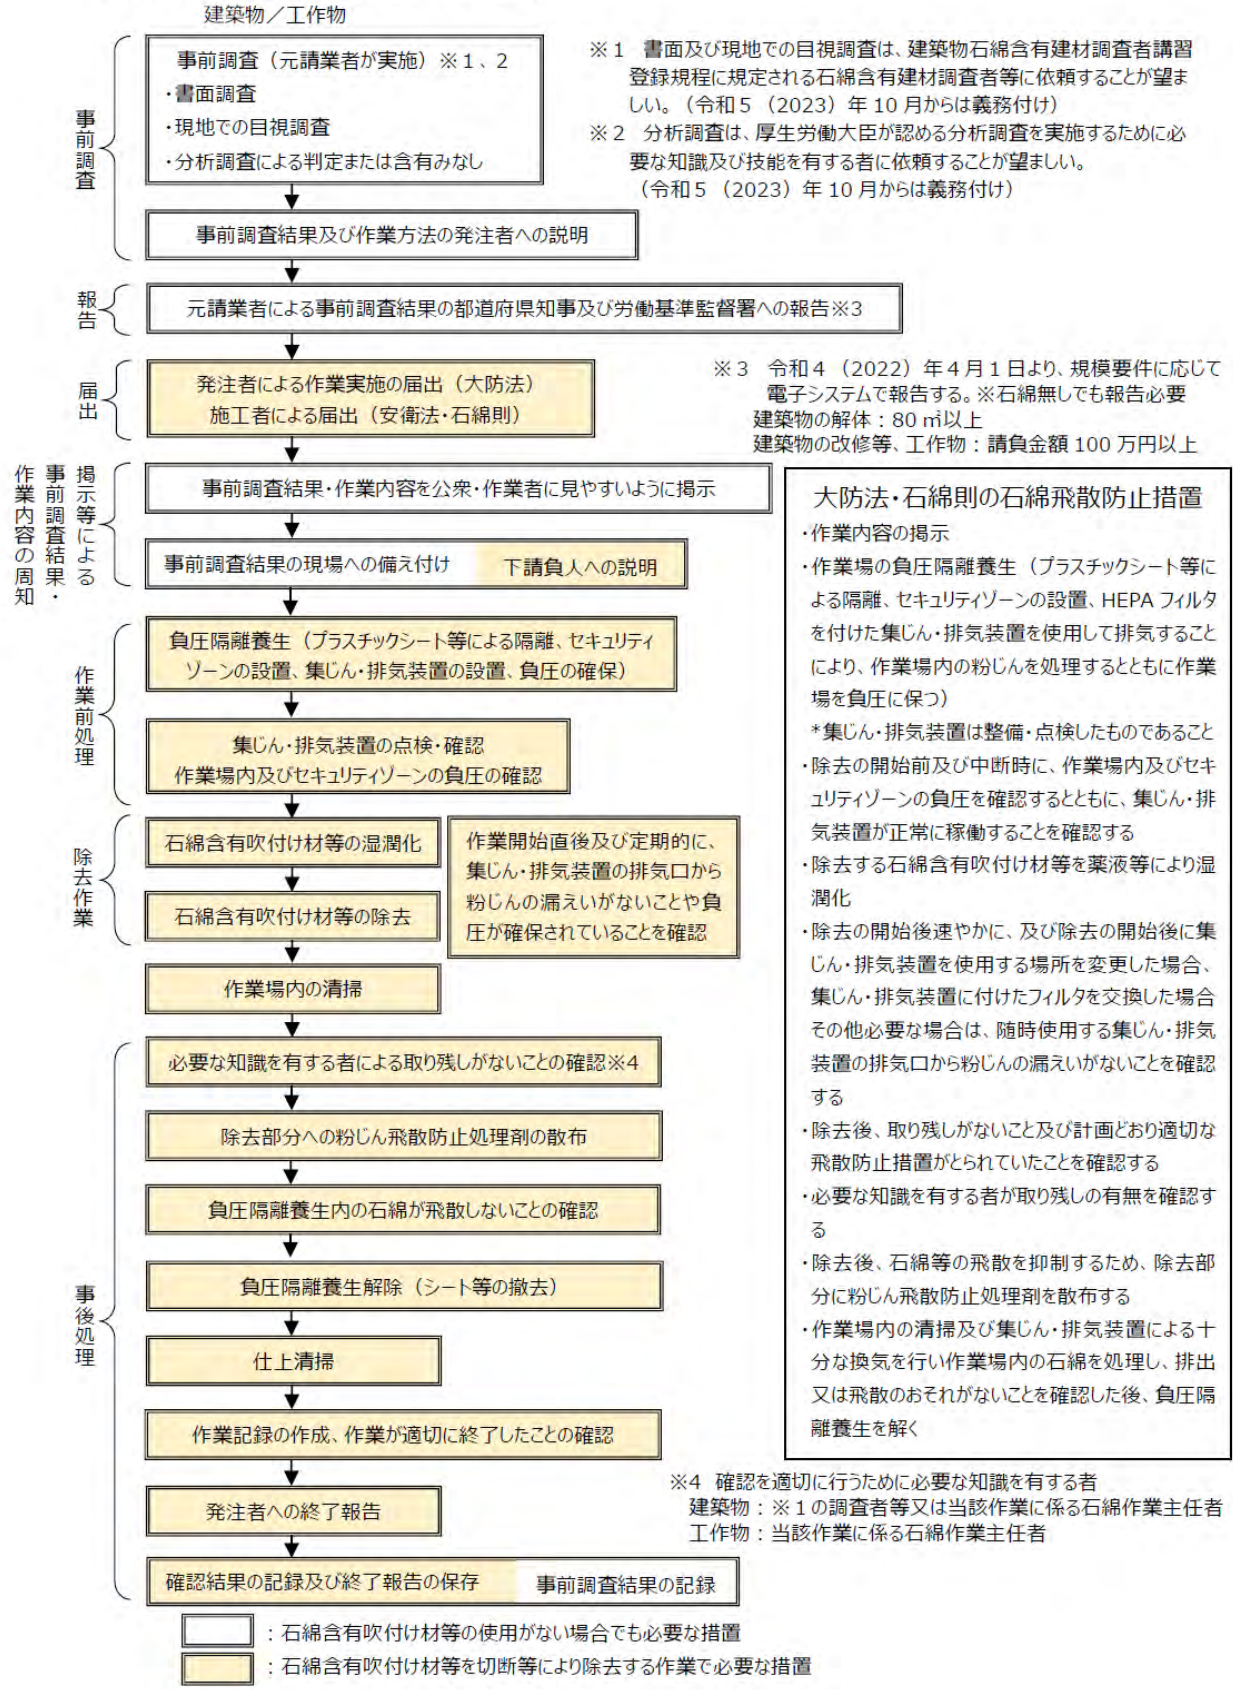 建築物／工作物
事前調査
事前調査（元請業者が実施）※１、２
・書面調査
・現地での目視調査
・分析調査による判定または含有みなし
※１　書面及び現地での目視調査は、建築物石綿含有建材調査者講習
登録規程に規定される石綿含有建材調査者等に依頼することが望ま
しい。（令和５（2023）年 10 月からは義務付け）
※２　分析調査は、厚生労働大臣が認める分析調査を実施するために必
要な知識及び技能を有する者に依頼することが望ましい。
（令和５（2023）年 10 月からは義務付け）
事前調査結果及び作業方法の発注者への説明
報告
元請業者による事前調査結果の都道府県知事及び労働基準監督署への報告※3
届出
発注者による作業実施の届出（大防法）
施工者による届出（安衛法・石綿則）
※３　令和４（2022）年４月１日より、規模要件に応じて
電子システムで報告する。※石綿無しでも報告必要
建築物の解体：80 ㎡以上
建築物の改修等、工作物：請負金額 100 万円以上
掲示等による
事前調査結果・
作業内容の周知
事前調査結果・作業内容を公衆・作業者に見やすいように掲示
事前調査結果の現場への備え付け　下請負人への説明
作業前処理
負圧隔離養生（プラスチックシート等による隔離、セキュリティ
ゾーンの設置、集じん・排気装置の設置、負圧の確保）
集じん・排気装置の点検・確認
作業場内及びセキュリティゾーンの負圧の確認
除去作業
石綿含有吹付け材等の湿潤化
石綿含有吹付け材等の除去
作業開始直後及び定期的に、
集じん・排気装置の排気口から
粉じんの漏えいがないことや負
圧が確保されていることを確認
作業場内の清掃
事後処理
必要な知識を有する者による取り残しがないことの確認※4
除去部分への粉じん飛散防止処理剤の散布
負圧隔離養生内の石綿が飛散しないことの確認
負圧隔離養生解除（シート等の撤去）
仕上清掃
作業記録の作成、作業が適切に終了したことの確認
発注者への終了報告
確認結果の記録及び終了報告の保存　事前調査結果の記録
大防法・石綿則の石綿飛散防止措置
・作業内容の掲示
・作業場の負圧隔離養生（プラスチックシート等に
よる隔離、セキュリティゾーンの設置、HEPA フィルタ
を付けた集じん・排気装置を使用して排気すること
により、作業場内の粉じんを処理するとともに作業
場を負圧に保つ）
*集じん・排気装置は整備・点検したものであること
・除去の開始前及び中断時に、作業場内及びセキ
ュリティゾーンの負圧を確認するとともに、集じん・排
気装置が正常に稼働することを確認する
・除去する石綿含有吹付け材等を薬液等により湿
潤化
・除去の開始後速やかに、及び除去の開始後に集
じん・排気装置を使用する場所を変更した場合、
集じん・排気装置に付けたフィルタを交換した場合
その他必要な場合は、随時使用する集じん・排気
装置の排気口から粉じんの漏えいがないことを確認
する
・除去後、取り残しがないこと及び計画どおり適切な
飛散防止措置がとられていたことを確認する
・必要な知識を有する者が取り残しの有無を確認す
る
・除去後、石綿等の飛散を抑制するため、除去部
分に粉じん飛散防止処理剤を散布する
・作業場内の清掃及び集じん・排気装置による十
分な換気を行い作業場内の石綿を処理し、排出
又は飛散のおそれがないことを確認した後、負圧隔
離養生を解く
※4　確認を適切に行うために必要な知識を有する者
建築物：※１の調査者等又は当該作業に係る石綿作業主任者
工作物：当該作業に係る石綿作業主任者
：石綿含有吹付け材等の使用がない場合でも必要な措置
：石綿含有吹付け材等を切断等により除去する作業で必要な措置